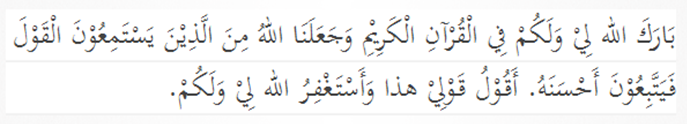 بَارَكَ الله لِيْ وَلَكُمْ فِي الْقُرْآنِ الْكَرِيْمِ وَجَعَلَنَا اللهُ مِنَ الَّذِيْنَ يَسْتَمِعُوْنَ الْقَوْلَ
فَيَتَّبِعُوْنَ أَحْسَنَهُ. أَقُوْلُ قَوْلِيْ هذا وَأَسْتَغْفِرُ الله لِيْ وَلَكُمْ.